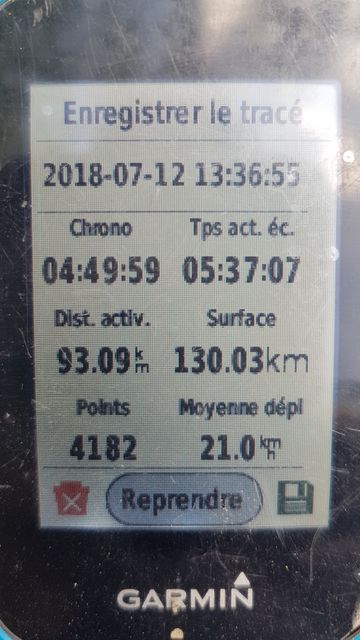 Enregistrer le tracé
2018-07-12 13:36:55
Chrono Tps act. éc.
04:49:59 05:37:07
Dist. activ. Surface
93.09 km 130.03km
Points Moyenne dépl
4182 21.0 km/h
Reprendre
GARMIN